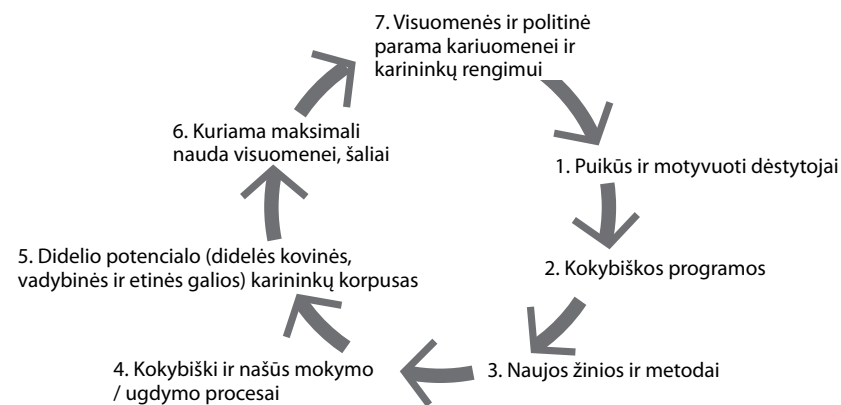 7. Visuomenės ir politinė
parama kariuomenei ir
karininkų rengimui
1. Puikūs ir motyvuoti dėstytojai
2. Kokybiškos programos
3. Naujos žinios ir metodai
4. Kokybiški ir našūs mokymo
/ ugdymo procesai
5. Didelio potencialo (didelės kovinės,
vadybinės ir etinės galios) karininkų korpusas
6. Kuriama maksimali
nauda visuomenei, šaliai